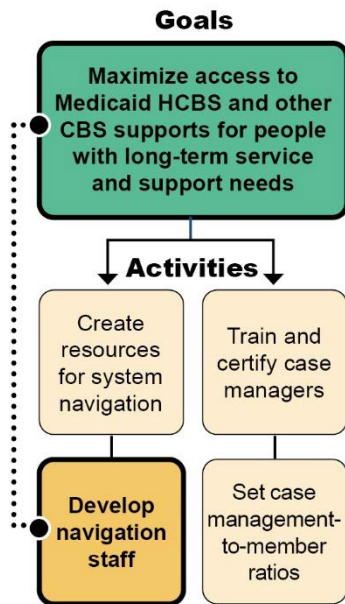 Goals
Maximize access to
Medicaid HCBS and other
CBS supports for people
with long-term service
and support needs
Activities
Create
resources
for system
navigation
Train and
certify case
managers
Develop
navigation
staff
Set case
management-
to-member
ratios